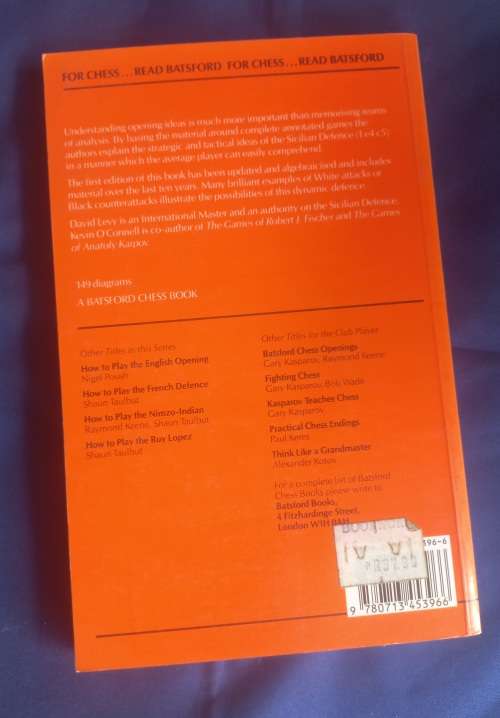 FOR CHESS... READ BATSFORD FOR CHESS... READ BATSFORD
Understanding opening ideas is much more important than memorising reams
of analysis. By basing the material around complete annotated games the
authors explain the strategic and tactical ideas of the Sicilian Defence (1 e4 c5)
in a manner which the average player can easily comprehend.
The first edition of this book has been updated and algebraicised and includes
material over the last ten years. Many brilliant examples of White attacks or
Black counterattacks illustrate the possibilities of this dynamic defence.
David Levy is an International Master and an authority on the Sicilian Defence.
Kevin O'Connell is co-author of The Games of Robert J. Fischer and The Games
of Anatoly Karpov.
149 diagrams
A BATSFORD CHESS BOOK
Other Titles in this Series
How to Play the English Opening
Nigel Povah
How to Play the French Defence
Shaun Taulbut
How to Play the Nimzo-Indian
Raymond Keene, Shaun Taulbut
How to Play the Ruy Lopez
Shaun Taulbut
Other Titles for the Club Player
Batsford Chess Openings
Gary Kasparov, Raymond Keene
Fighting Chess
Gary Kasparov, Bob Wade
Kasparov Teaches Chess
Gary Kasparov
Practical Chess Endings
Paul Keres
Think Like a Grandmaster
Alexander Kotov
For a complete list of Batsford
Chess Books please write to
Batsford Books,
4 Fitzhardinge Street,
London W1H
396-6
9 780713 453966